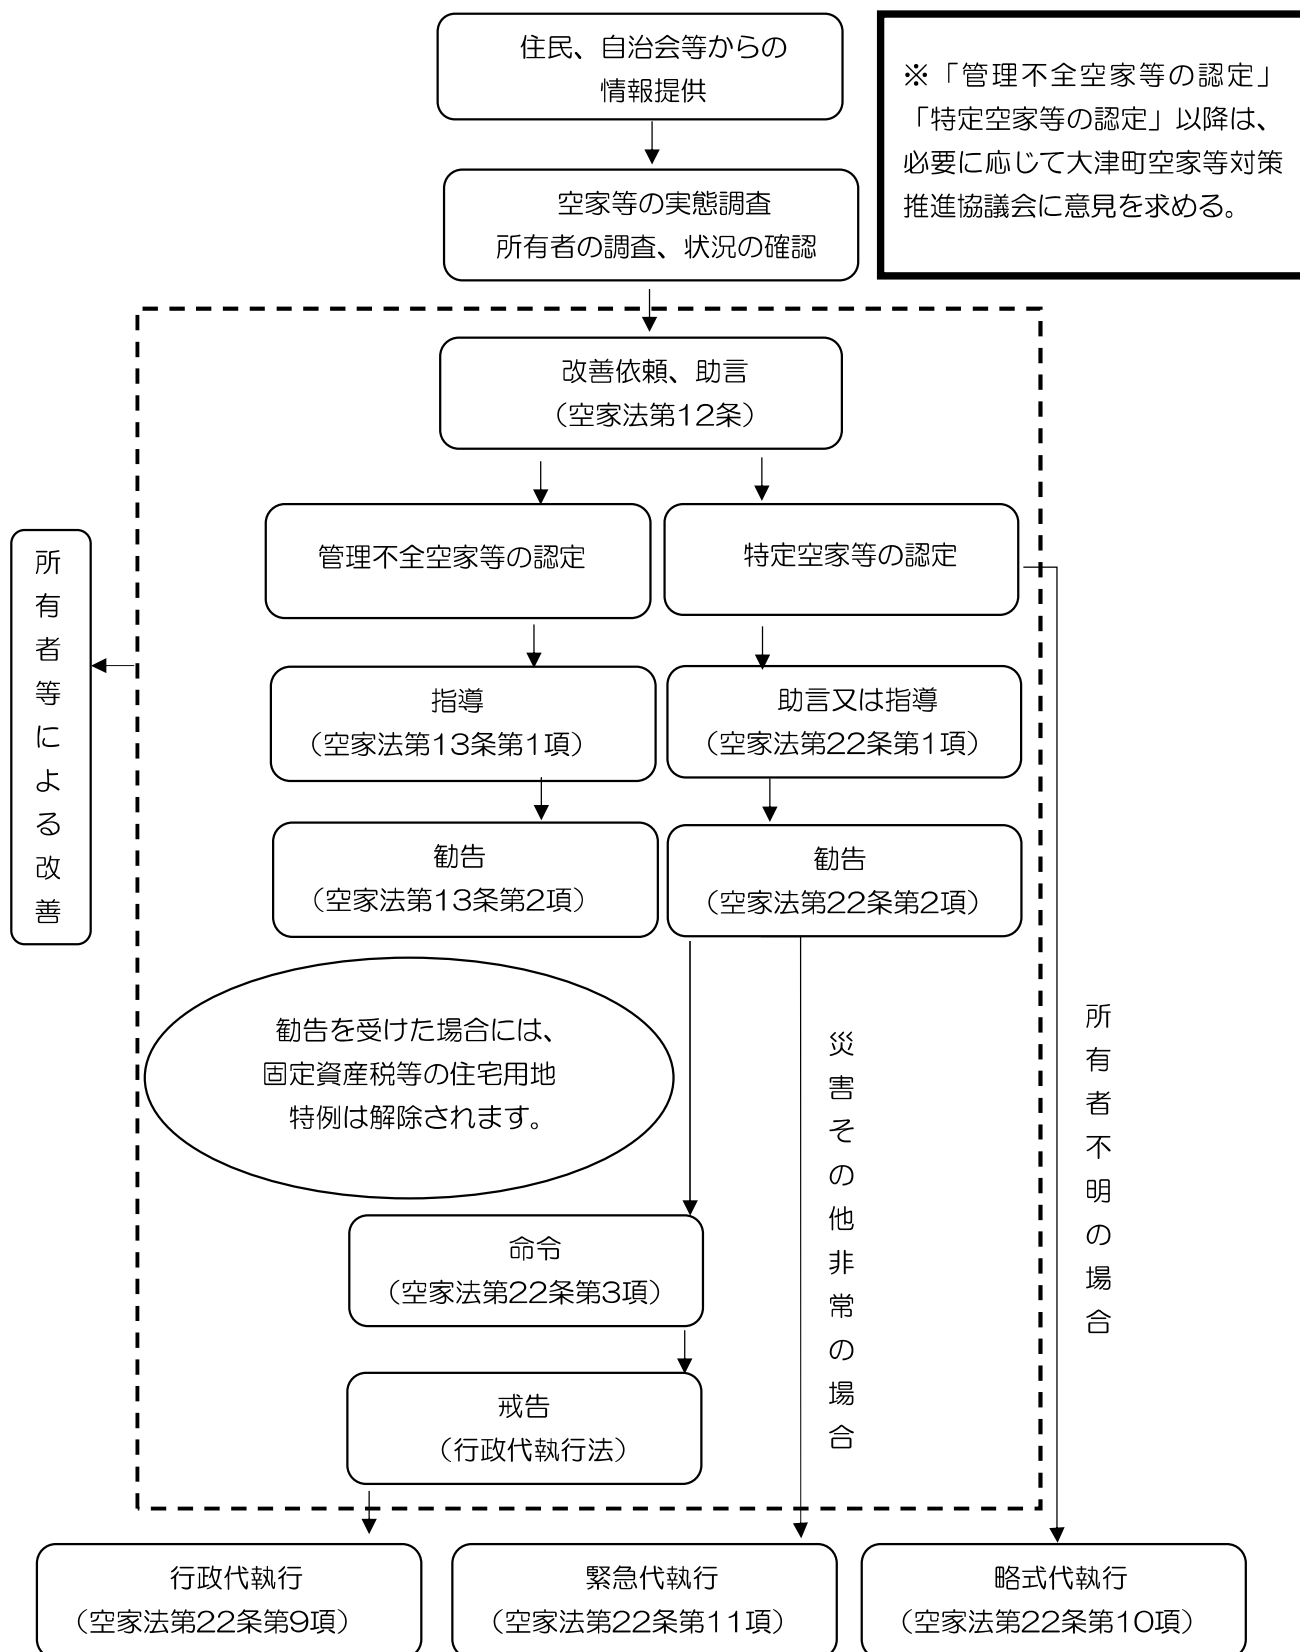 住民、自治会等からの
情報提供
※「管理不全空家等の認定」
「特定空家等の認定」以降は、
必要に応じて大津町空家等対策
推進協議会に意見を求める。
空家等の実態調査
所有者の調査、状況の確認
改善依頼、助言
（空家法第12条）
管理不全空家等の認定
特定空家等の認定
所有者等による改善
指導
（空家法第13条第1項）
助言又は指導
（空家法第22条第1項）
勧告
（空家法第13条第2項）
勧告
（空家法第22条第2項）
勧告を受けた場合には、
固定資産税等の住宅用地
特例は解除されます。
災害その他非常の場合
所有者不明の場合
命令
（空家法第22条第3項）
戒告
（行政代執行法）
行政代執行
（空家法第22条第9項）
緊急代執行
（空家法第22条第11項）
略式代執行
（空家法第22条第10項）